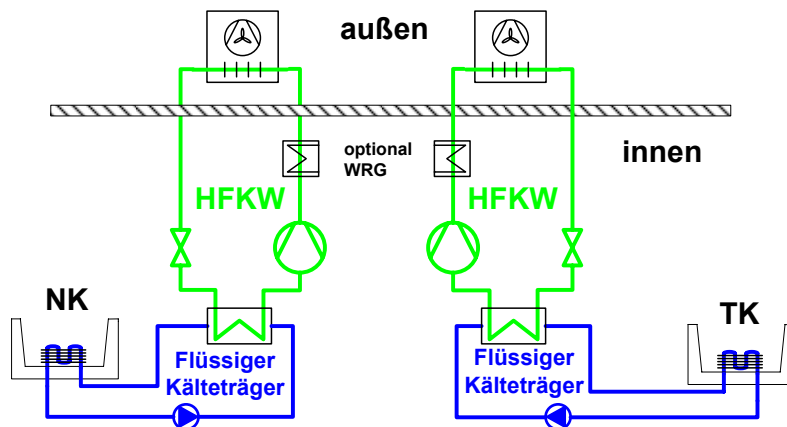 außen
innen
optional
WRG
HFKW
HFKW
NK
TK
Flüssiger
Kälteträger
Flüssiger
Kälteträger